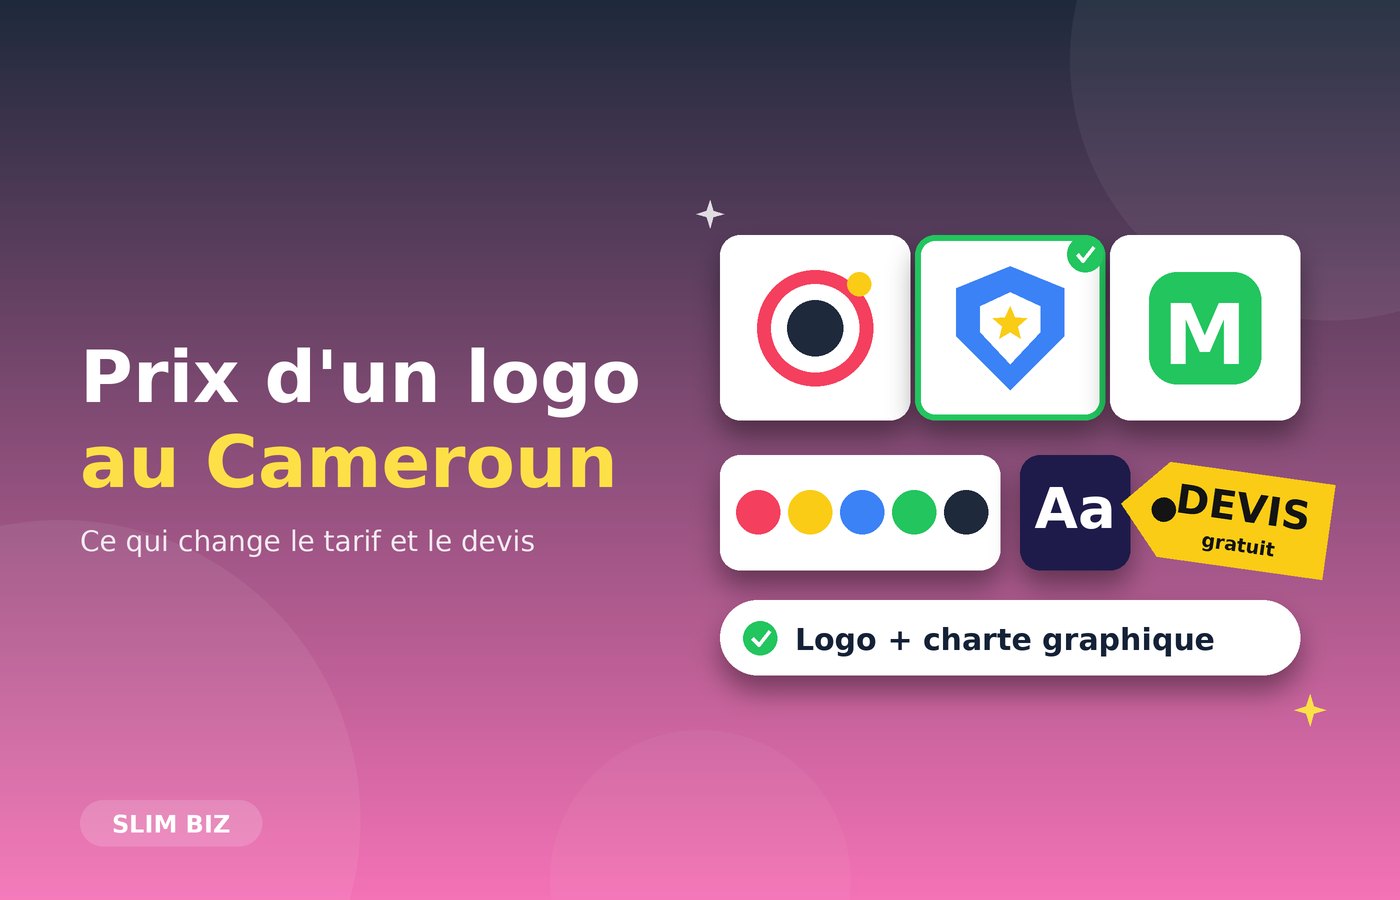 Prix d'un logo
au Cameroun
Ce qui change le tarif et le devis
SLIM BIZ
M
Aa
DEVIS
gratuit
Logo + charte graphique